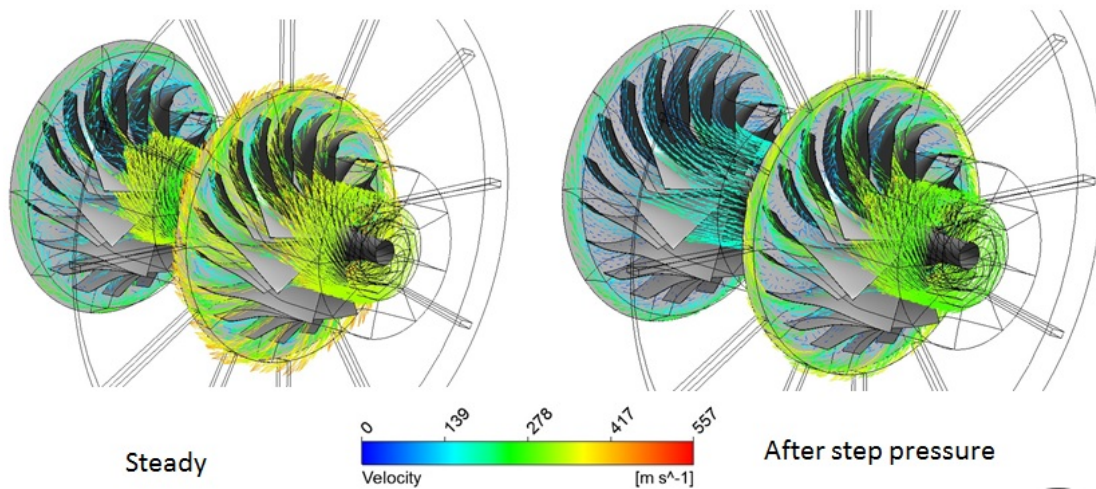 0
139
278
417
557
Velocity
[m s^-1]
Steady
After step pressure